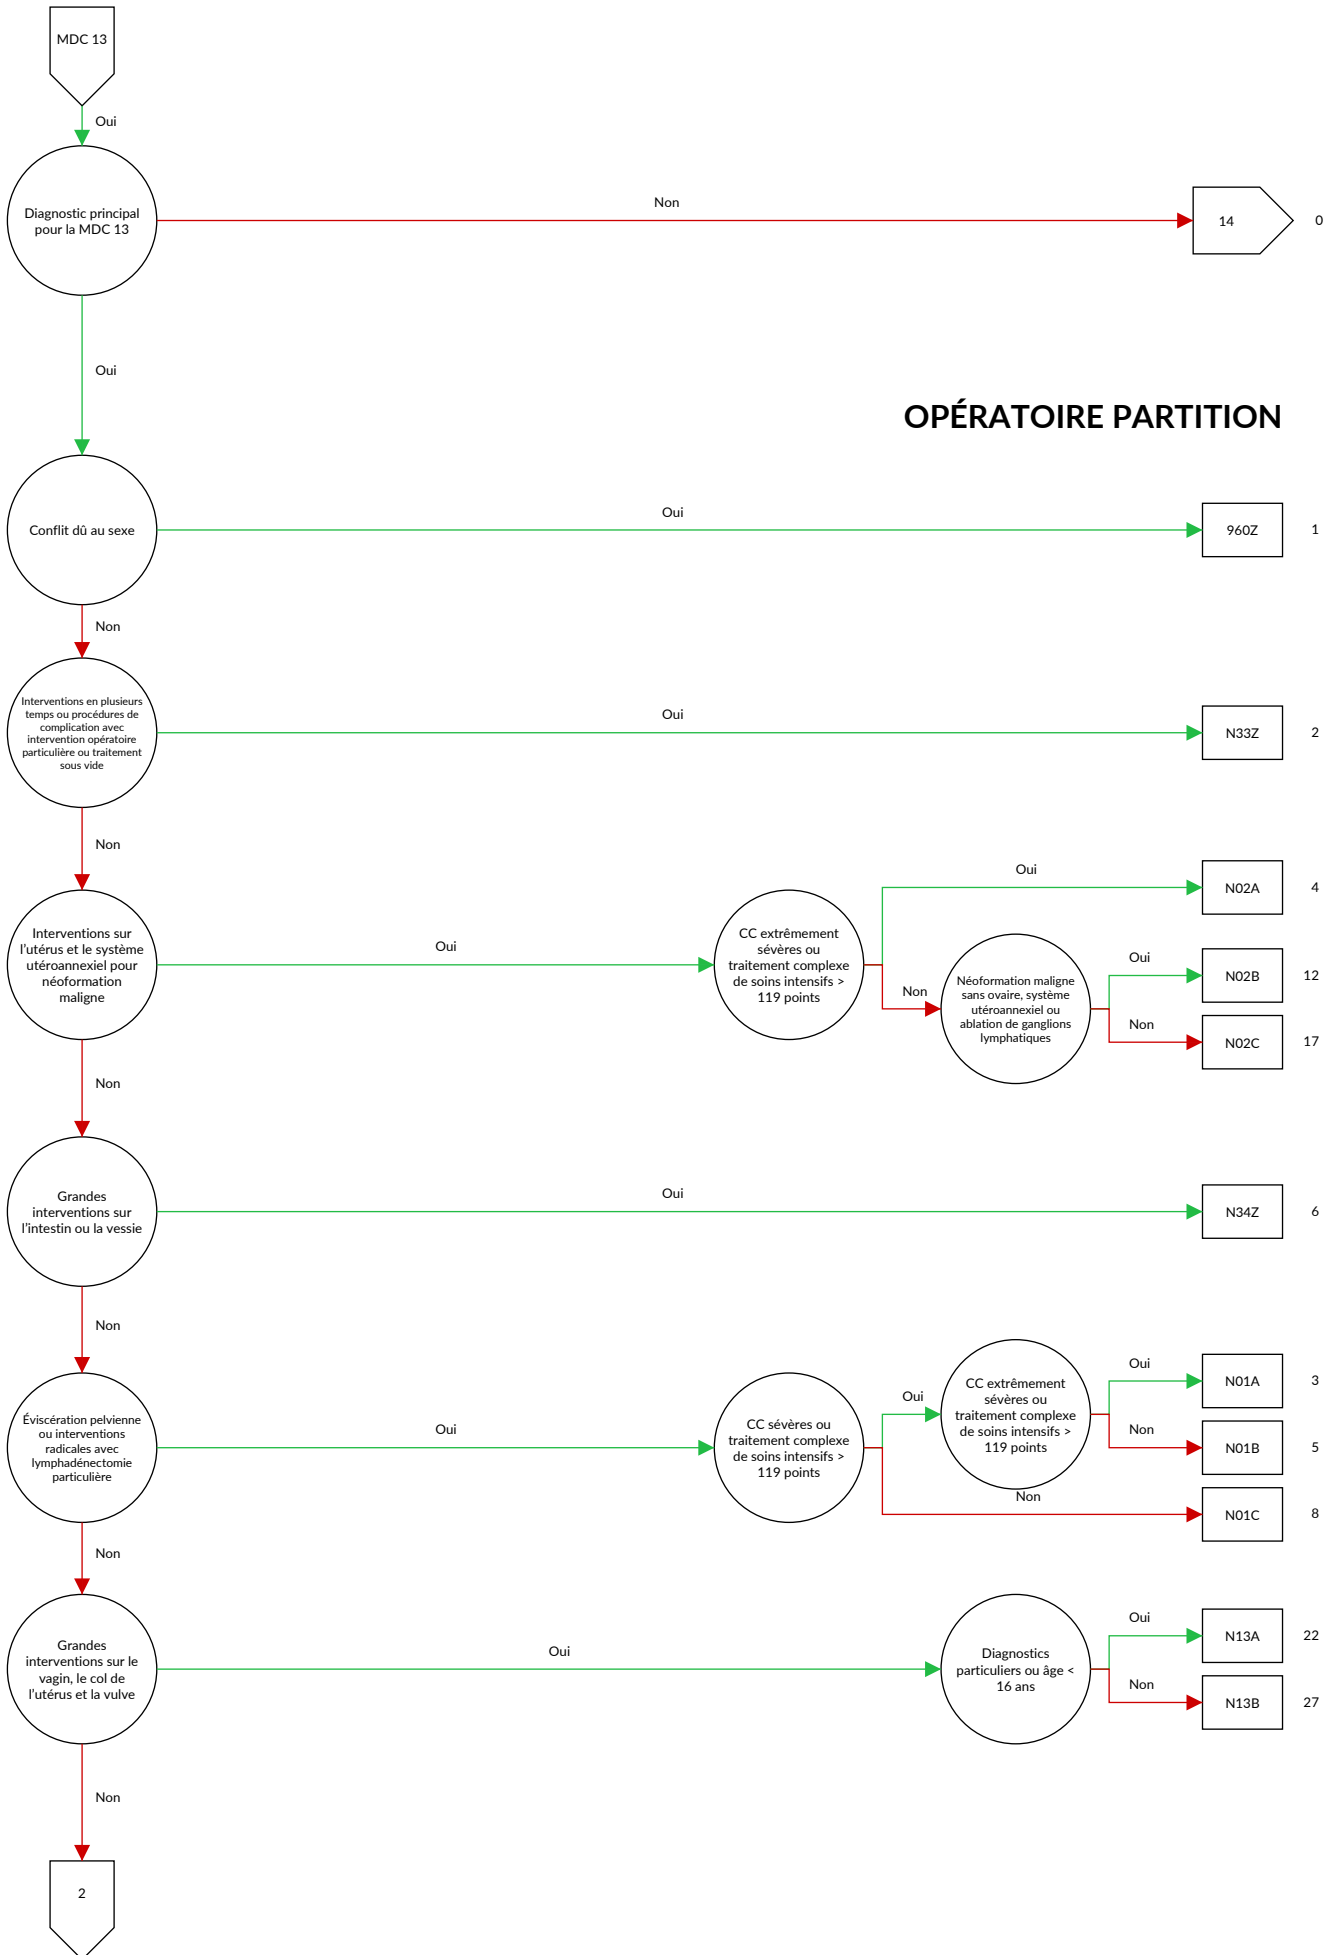 MDC 13
Oui
Diagnostic principal
pour la MDC 13
Non
14
0
Oui
OPÉRATOIRE PARTITION
Conflit dû au sexe
Oui
960Z
1
Non
Interventions en plusieurs
temps ou procédures de
complication avec
intervention opératoire
particulière ou traitement
sous vide
Oui
N33Z
2
Non
Interventions sur
l'utérus et le système
utéroannexiel pour
néoformation
maligne
Oui
CC extrêmement
sévères ou
traitement complexe
de soins intensifs >
119 points
Oui
N02A
4
Non
Néoformation maligne
sans ovaire, système
utéroannexiel ou
ablation de ganglions
lymphatiques
Oui
N02B
12
Non
N02C
17
Non
Grandes
interventions sur
l'intestin ou la vessie
Oui
N34Z
6
Non
Éviscération pelvienne
ou interventions
radicales avec
lymphadénectomie
particulière
Oui
CC sévères ou
traitement complexe
de soins intensifs >
119 points
Oui
CC extrêmement
sévères ou
traitement complexe
de soins intensifs >
119 points
Oui
N01A
3
Non
N01B
5
Non
N01C
8
Non
Grandes
interventions sur le
vagin, le col de
l'utérus et la vulve
Oui
Diagnostics
particuliers ou âge <
16 ans
Oui
N13A
22
Non
N13B
27
Non
2